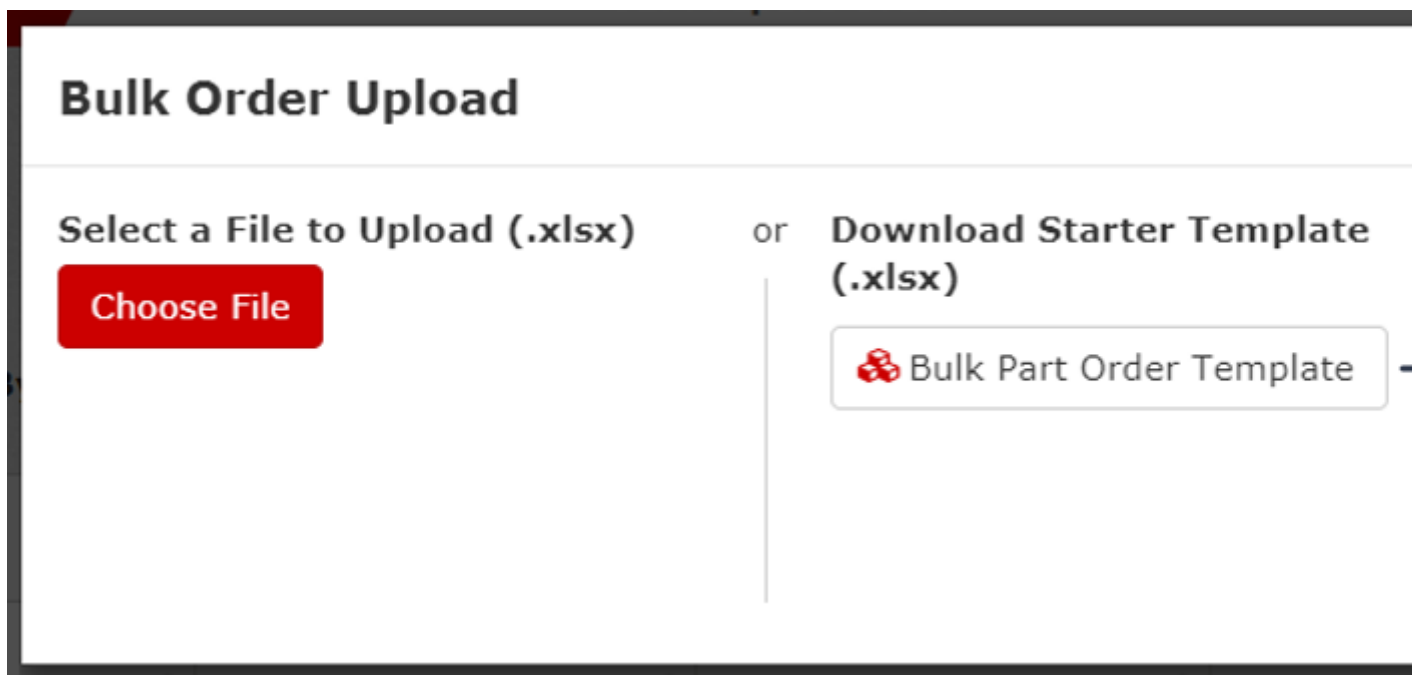 Bulk Order Upload
Select a File to Upload (.xlsx)
Choose File
or
Download Starter Template
(.xlsx)
Bulk Part Order Template